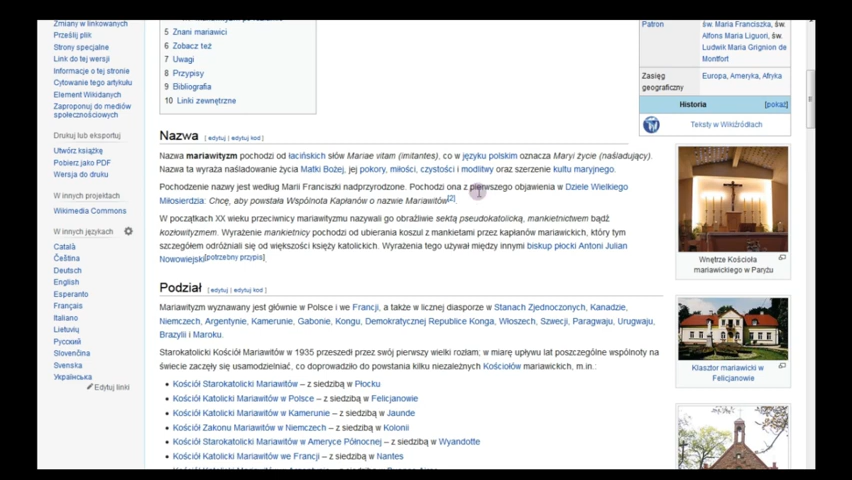 Zmiany w linkowanych
Prześlij plik
Strony specjalne
Link do tej wersji
Informacje o tej stronie
Cytowanie tego artykułu
Element Wikidanych
Zaproponuj do mediów
społecznościowych
Drukuj lub eksportuj
Utwórz książkę
Pobierz jako PDF
Wersja do druku
W innych projektach
Wikimedia Commons
W innych językach
Català
Čeština
Deutsch
English
Esperanto
Français
Italiano
Lietuvių
Русский
Slovenčina
Svenska
Українська
Edytuj linki
5 Znani mariawici
6 Zobacz też
7 Uwagi
8 Przypisy
9 Bibliografia
10 Linki zewnętrzne
Nazwa [ edytuj | edytuj kod ]
Nazwa mariawityzm pochodzi od łacińskich słów Mariae vitam (imitantes), co w języku polskim oznacza Maryi życie (naśladujący).
Nazwa ta wyraża naśladowanie życia Matki Bożej, jej pokory, miłości, czystości i modlitwy oraz szerzenie kultu maryjnego.
Pochodzenie nazwy jest według Marii Franciszki nadprzyrodzone. Pochodzi ona z pierwszego objawienia w Dziele Wielkiego
Miłosierdzia: Chcę, aby powstała Wspólnota Kapłanów o nazwie Mariawitów[2].
W początkach XX wieku przeciwnicy mariawityzmu nazywali go obraźliwie sektą pseudokatolicką, mankietnictwem bądź
kozłowityzmem. Wyrażenie mankietnicy pochodzi od ubierania koszul z mankietami przez kapłanów mariawickich, który tym
szczegółem odróżniali się od większości księży katolickich. Wyrażenia tego używał między innymi biskup płocki Antoni Julian
Nowowiejski[potrzebny przypis].
Podział [ edytuj | edytuj kod ]
Mariawityzm wyznawany jest głównie w Polsce i we Francji, a także w licznej diasporze w Stanach Zjednoczonych, Kanadzie,
Niemczech, Argentynie, Kamerunie, Gabonie, Kongu, Demokratycznej Republice Konga, Włoszech, Szwecji, Paragwaju, Urugwaju,
Brazylii i Maroku.
Starokatolicki Kościół Mariawitów w 1935 przeszedł przez swój pierwszy wielki rozłam; w miarę upływu lat poszczególne wspólnoty na
świecie zaczęły się usamodzielniać, co doprowadziło do powstania kilku niezależnych Kościołów mariawickich, m.in.:
• Kościół Starokatolicki Mariawitów – z siedzibą w Płocku
• Kościół Katolicki Mariawitów w Polsce – z siedzibą w Felicjanowie
• Kościół Katolicki Mariawitów w Kamerunie – z siedzibą w Jaunde
• Kościół Zakonu Mariawitów w Niemczech – z siedzibą w Kolonii
• Kościół Starokatolicki Mariawitów w Ameryce Północnej – z siedzibą w Wyandotte
• Kościół Katolicki Mariawitów we Francji – z siedzibą w Nantes
Patron
św. Maria Franciszka, św.
Alfons Maria Liguori, św.
Ludwik Maria Grignion de
Montfort
Zasięg
geograficzny
Europa, Ameryka, Afryka
Historia [pokaż]
Teksty w Wikiźródłach
Wnętrze Kościoła
mariawickiego w Paryżu
Klasztor mariawicki w
Felicjanowie